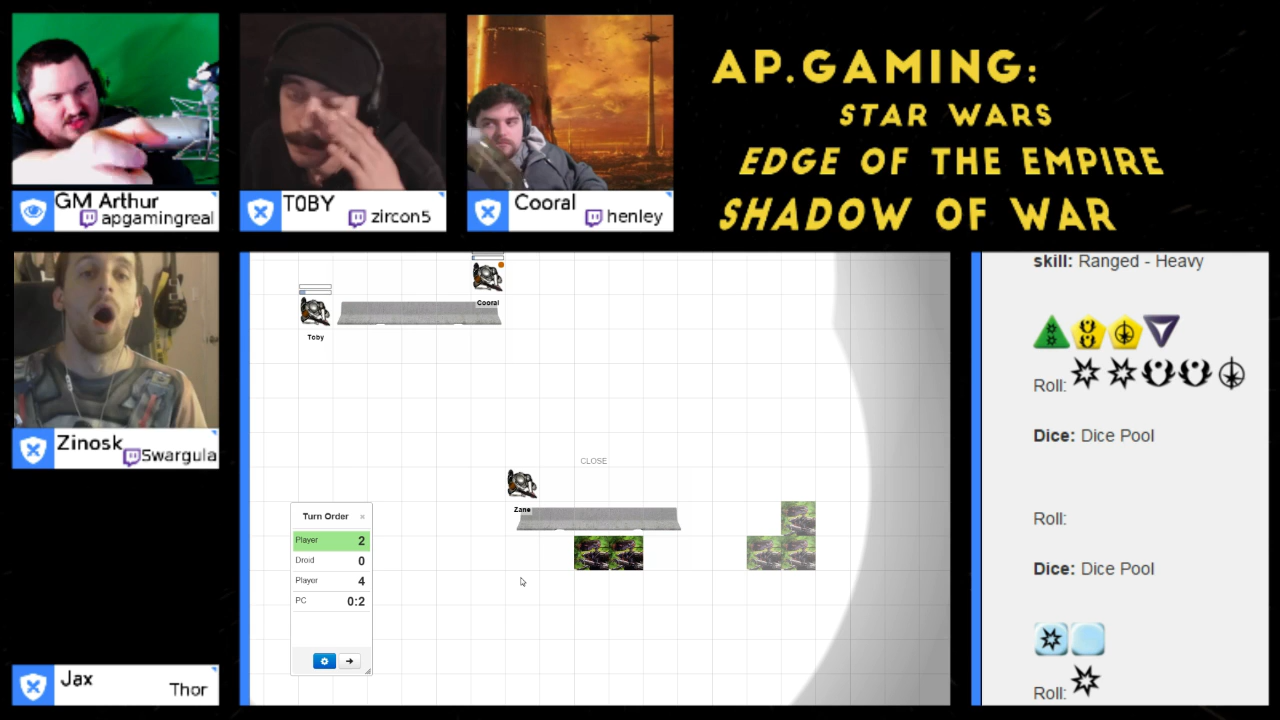 AP.GAMING:
STAR WARS
EDGE OF THE EMPIRE
SHADOW OF WAR
GM Arthur
apgamingreal
TOBY
zircon5
Cooral
henley
Zinosk
Swargula
Jax
Thor
Cooral
Toby
CLOSE
Zane
Turn Order ×
Player 2
Droid 0
Player 4
PC 0:2
skill: Ranged - Heavy
Roll:
Dice: Dice Pool
Roll:
Dice: Dice Pool
Roll: